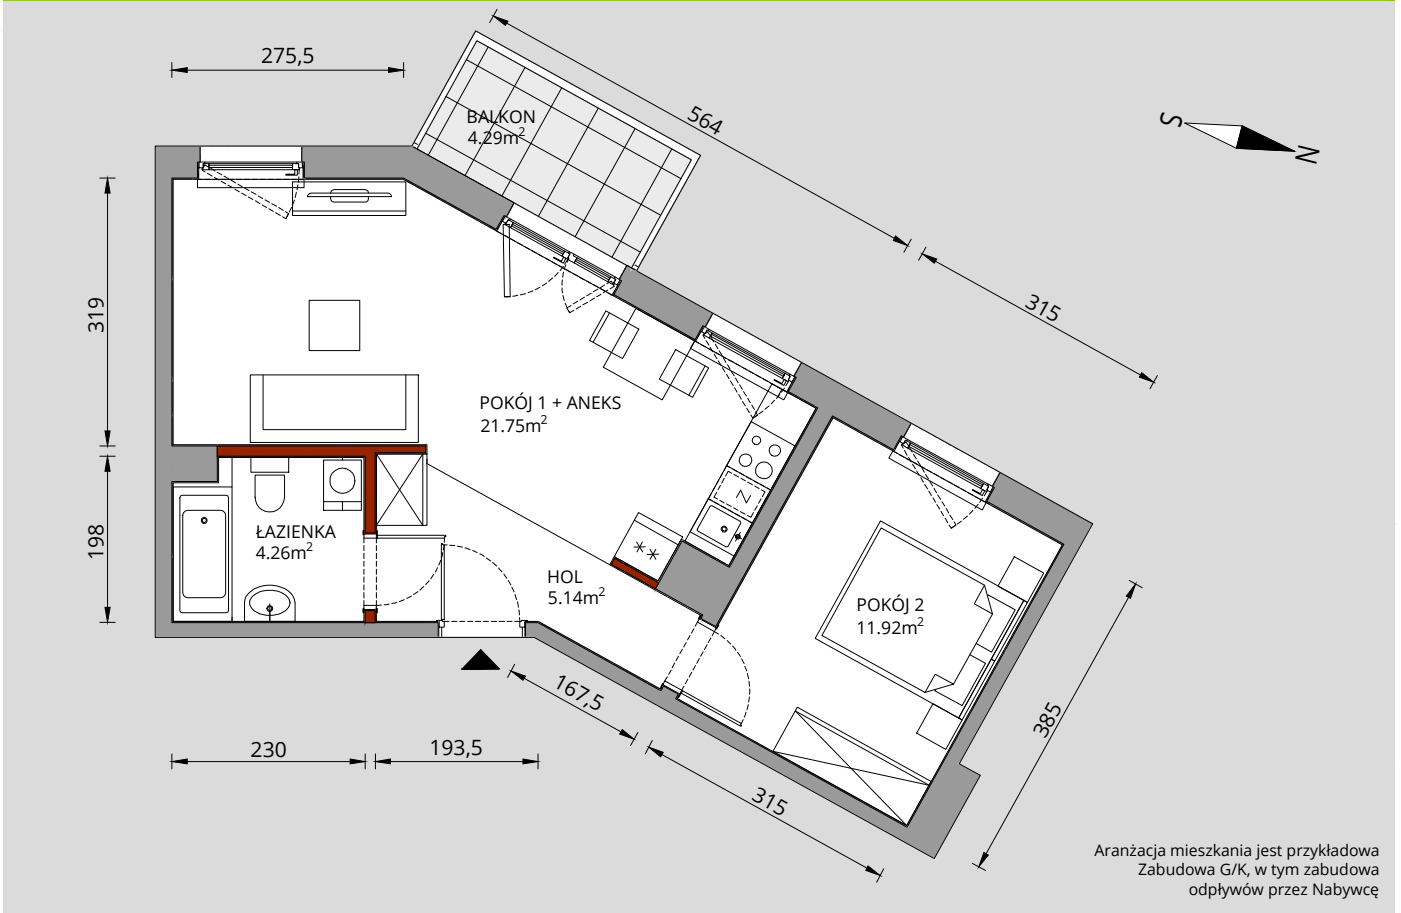 275,5
564
BALKON
4.29m²
S
N
315
319
POKÓJ 1 + ANEKS
21.75m²
Z
198
ŁAZIENKA
4.26m²
**
HOL
5.14m²
POKÓJ 2
11.92m²
167,5
385
230
193,5
315
Aranżacja mieszkania jest przykładowa
Zabudowa G/K, w tym zabudowa
odpływów przez Nabywcę